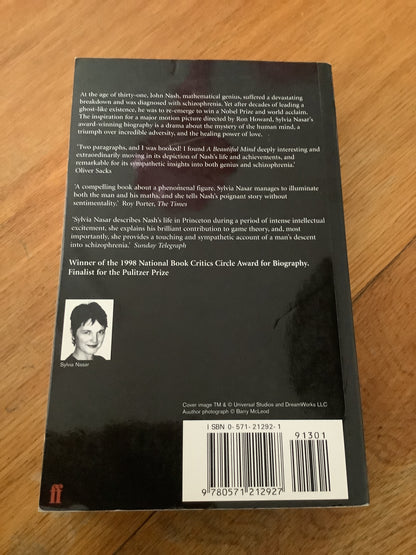 At the age of thirty-one, John Nash, mathematical genius, suffered a devastating
breakdown and was diagnosed with schizophrenia. Yet after decades of leading a
ghost-like existence, he was to re-emerge to win a Nobel Prize and world acclaim.
The inspiration for a major motion picture directed by Ron Howard, Sylvia Nasar's
award-winning biography is a drama about the mystery of the human mind, a
triumph over incredible adversity, and the healing power of love.
'Two paragraphs, and I was hooked! I found A Beautiful Mind deeply interesting and
extraordinarily moving in its depiction of Nash's life and achievements, and
remarkable for its sympathetic insights into both genius and schizophrenia.'
Oliver Sacks
'A compelling book about a phenomenal figure. Sylvia Nasar manages to illuminate
both the man and his maths, and she tells Nash's poignant story without
sentimentality.' Roy Porter, The Times
'Sylvia Nasar describes Nash's life in Princeton during a period of intense intellectual
excitement, she explains his brilliant contribution to game theory, and, most
importantly, she provides a touching and sympathetic account of a man's descent
into schizophrenia.' Sunday Telegraph
Winner of the 1998 National Book Critics Circle Award for Biography.
Finalist for the Pulitzer Prize
Sylvia Nasar
Cover image TM & © Universal Studios and DreamWorks LLC
Auuthor photograph © Barry McLeod
ISBN 0-571-21292-1
91301
9 780571 212927
ff